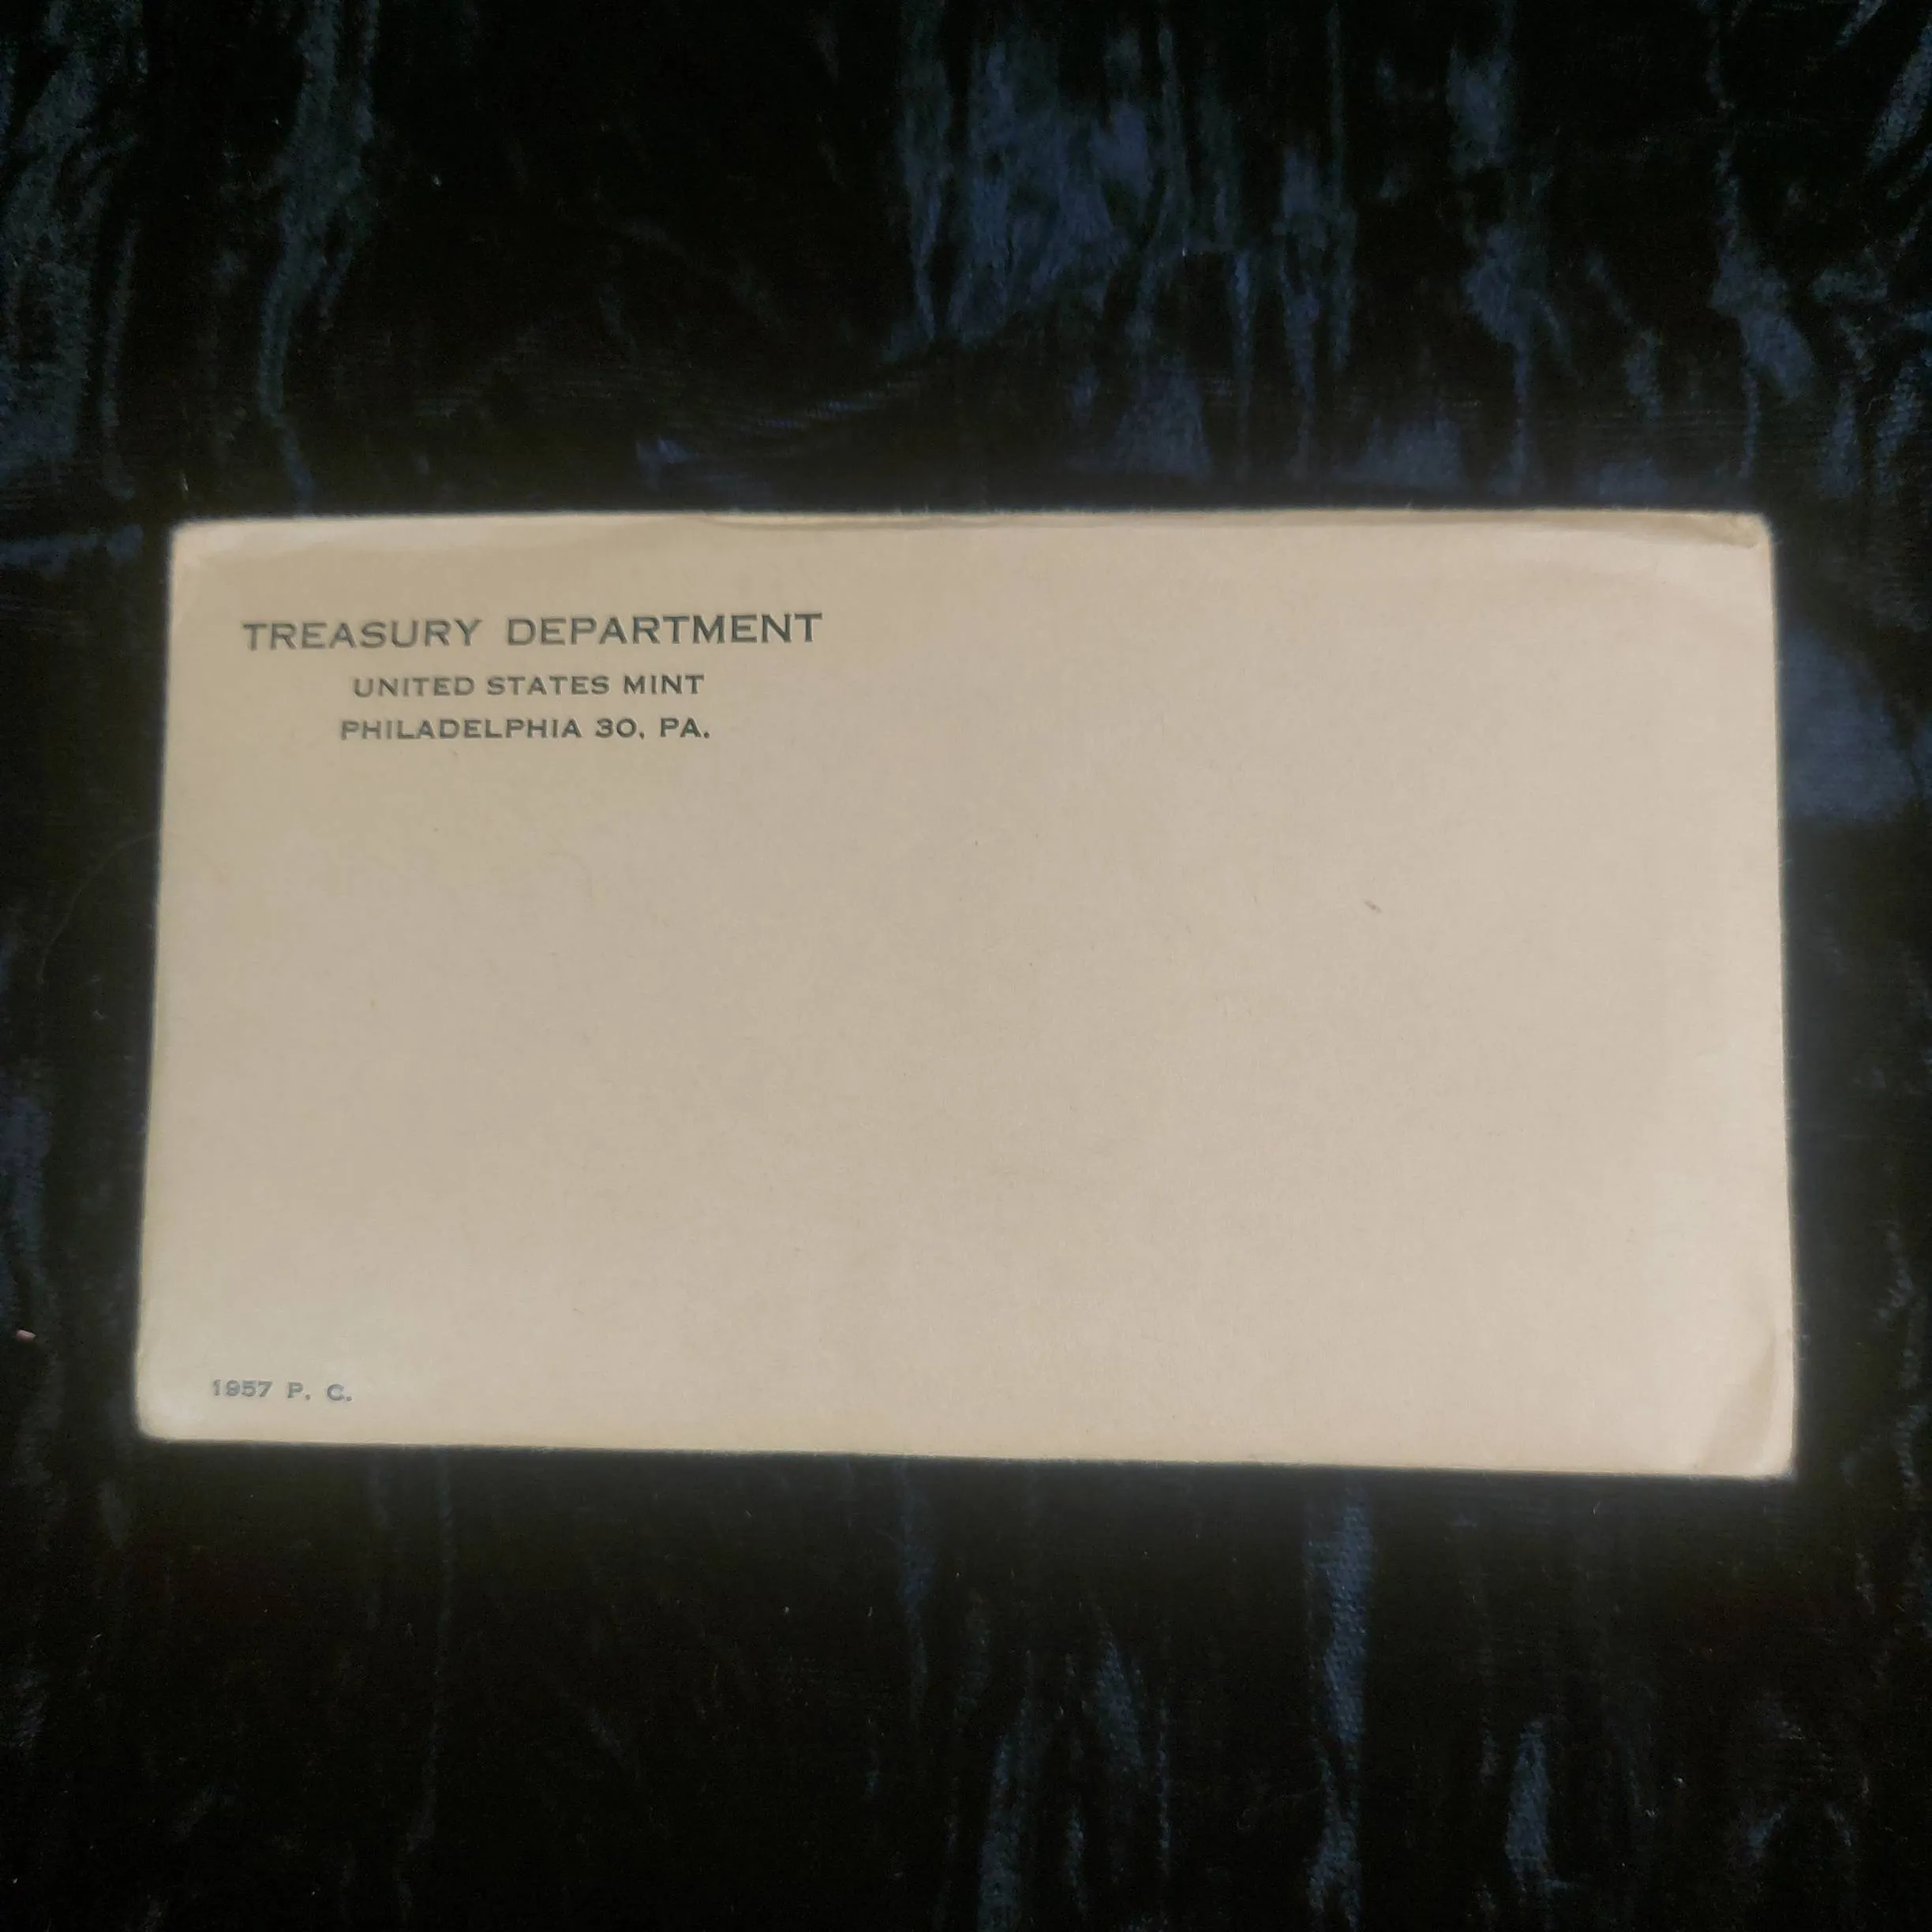 TREASURY DEPARTMENT
UNITED STATES MINT
PHILADELPHIA 30, PA.
1957 P. C.